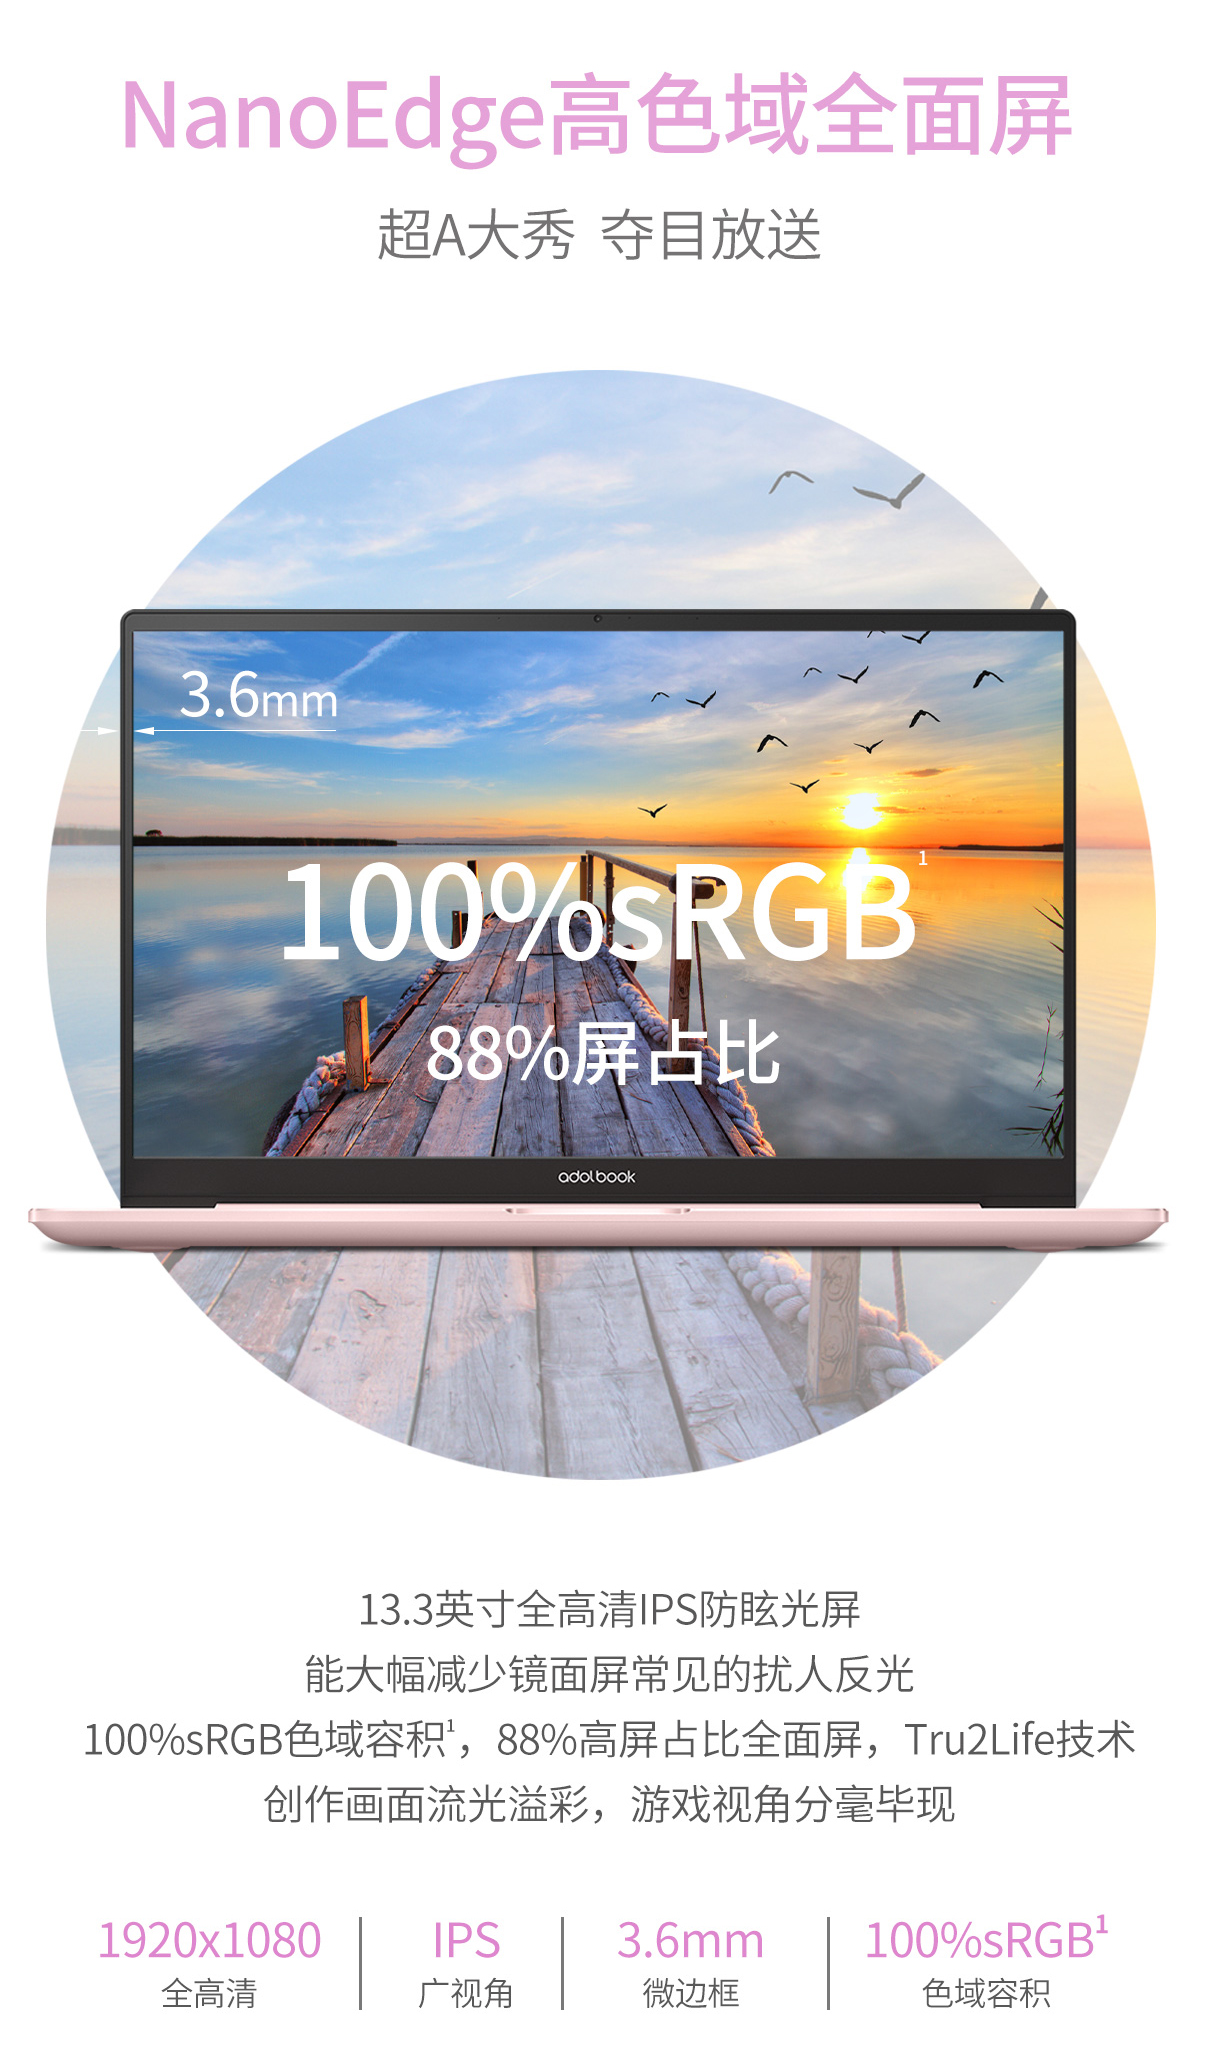 NanoEdge高色域全面屏
超A大秀 夺目放送
3.6mm
100%sRGB¹
88%屏占比
adolbook
13.3英寸全高清IPS防眩光屏
能大幅减少镜面屏常见的扰人反光
100%sRGB色域容积¹，88%高屏占比全面屏，Tru2Life技术
创作画面流光溢彩，游戏视角分毫毕现
1920x1080 IPS 3.6mm 100%sRGB¹
全高清 广视角 微边框 色域容积